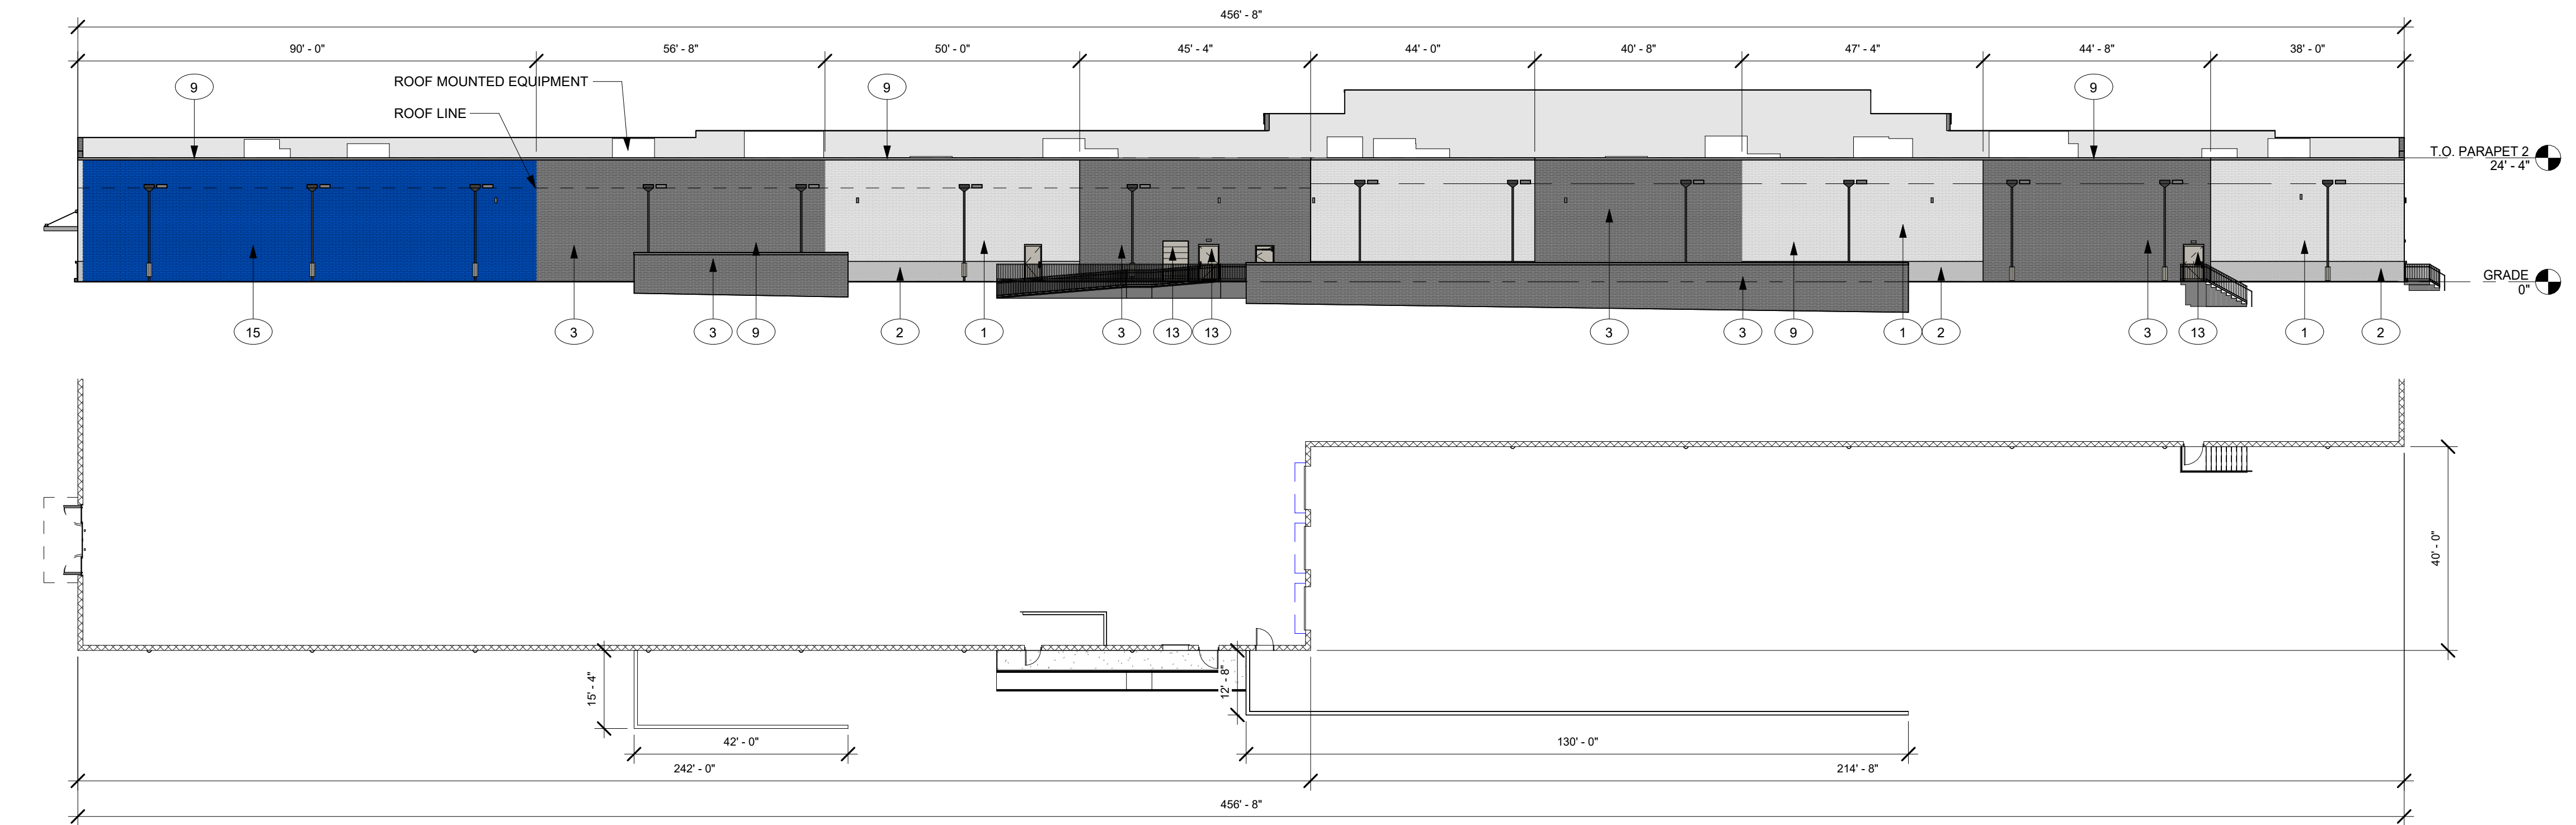 456' - 8"
90' - 0"
56' - 8"
50' - 0"
45' - 4"
44' - 0"
40' - 8"
47' - 4"
44' - 8"
38' - 0"
ROOF MOUNTED EQUIPMENT
9
9
9
ROOF LINE
T.O. PARAPET 2
24' - 4"
GRADE
0"
15
3
3
9
2
1
3
13
13
3
3
9
1
2
3
13
1
2
40' - 0"
15' - 4"
12' - 8"
42' - 0"
130' - 0"
242' - 0"
214' - 8"
456' - 8"